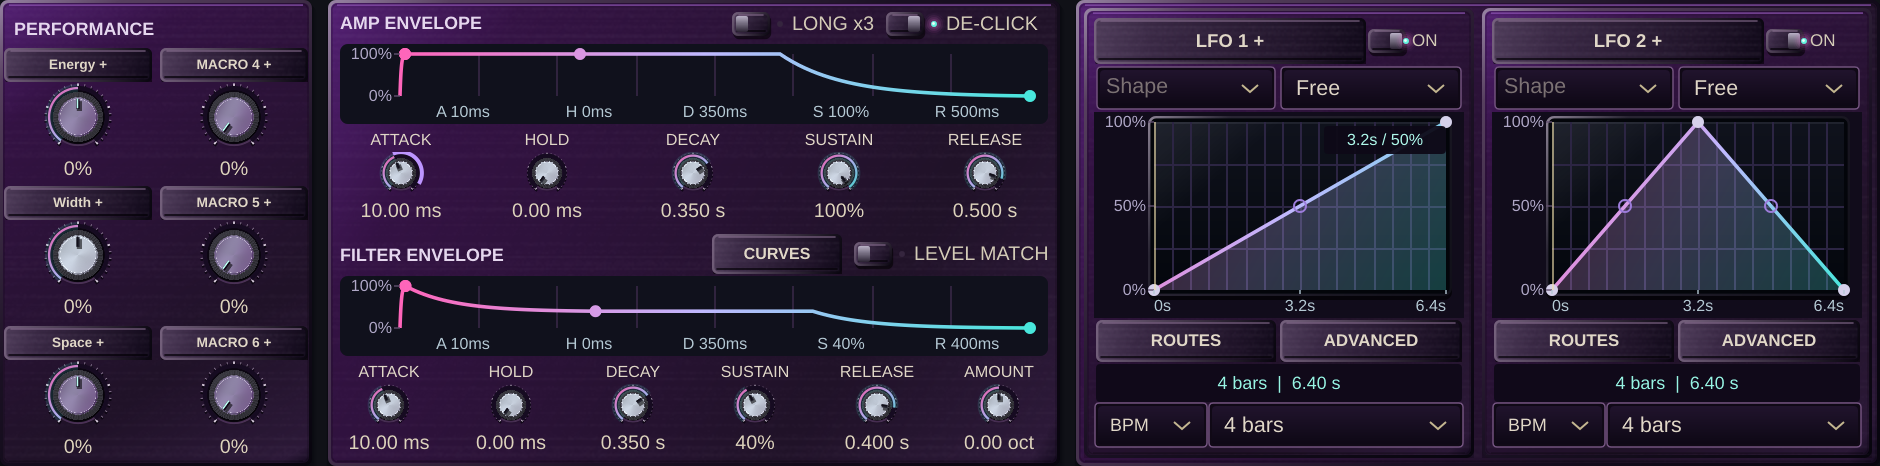 PERFORMANCE
Energy +
MACRO 4 +
0%
0%
Width +
MACRO 5 +
0%
0%
Space +
MACRO 6 +
0%
0%
AMP ENVELOPE
LONG x3
DE-CLICK
100%
0%
A 10ms
H 0ms
D 350ms
S 100%
R 500ms
ATTACK
HOLD
DECAY
SUSTAIN
RELEASE
10.00 ms
0.00 ms
0.350 s
100%
0.500 s
FILTER ENVELOPE
CURVES
LEVEL MATCH
100%
0%
A 10ms
H 0ms
D 350ms
S 40%
R 400ms
ATTACK
HOLD
DECAY
SUSTAIN
RELEASE
AMOUNT
10.00 ms
0.00 ms
0.350 s
40%
0.400 s
0.00 oct
LFO 1 +
ON
Shape
Free
100%
3.2s / 50%
50%
0%
0s
3.2s
6.4s
ROUTES
ADVANCED
4 bars | 6.40 s
BPM
4 bars
LFO 2 +
ON
Shape
Free
100%
50%
0%
0s
3.2s
6.4s
ROUTES
ADVANCED
4 bars | 6.40 s
BPM
4 bars